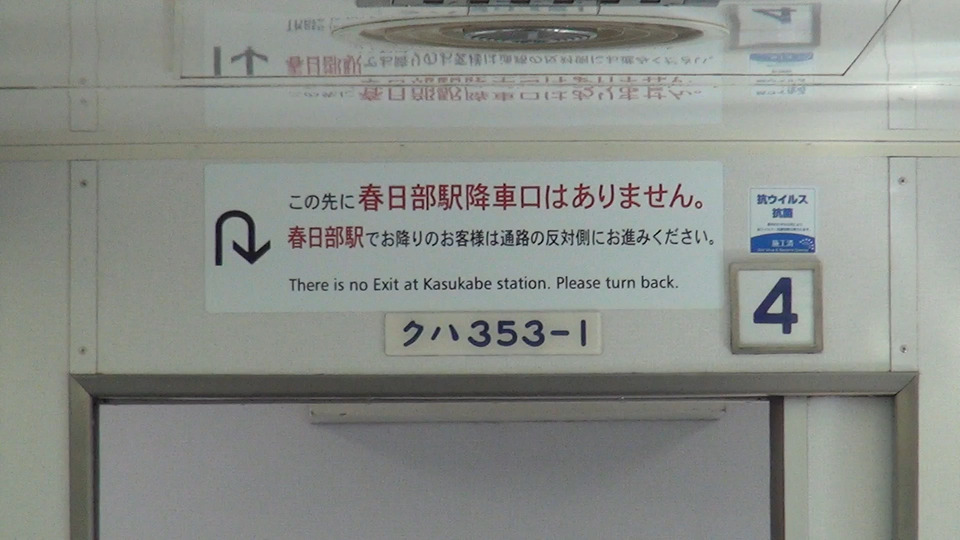 この先に春日部駅降車口はありません。
春日部駅でお降りのお客様は通路の反対側にお進みください。
There is no Exit at Kasukabe station. Please turn back.
抗ウイルス
抗菌
施工済
クハ353-1
4